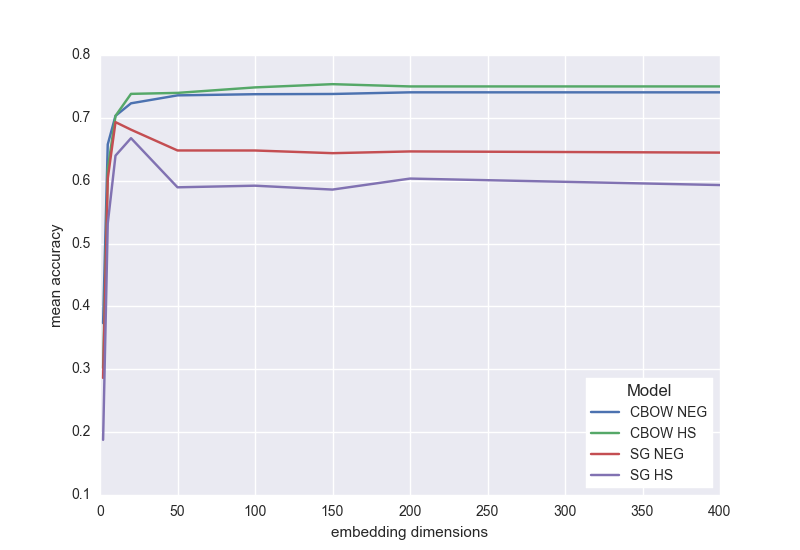 0.8
0.7
0.6
0.5
0.4
0.3
0.2
0.1
mean accuracy
0 50 100 150 200 250 300 350 400
embedding dimensions
Model
CBOW NEG
CBOW HS
SG NEG
SG HS